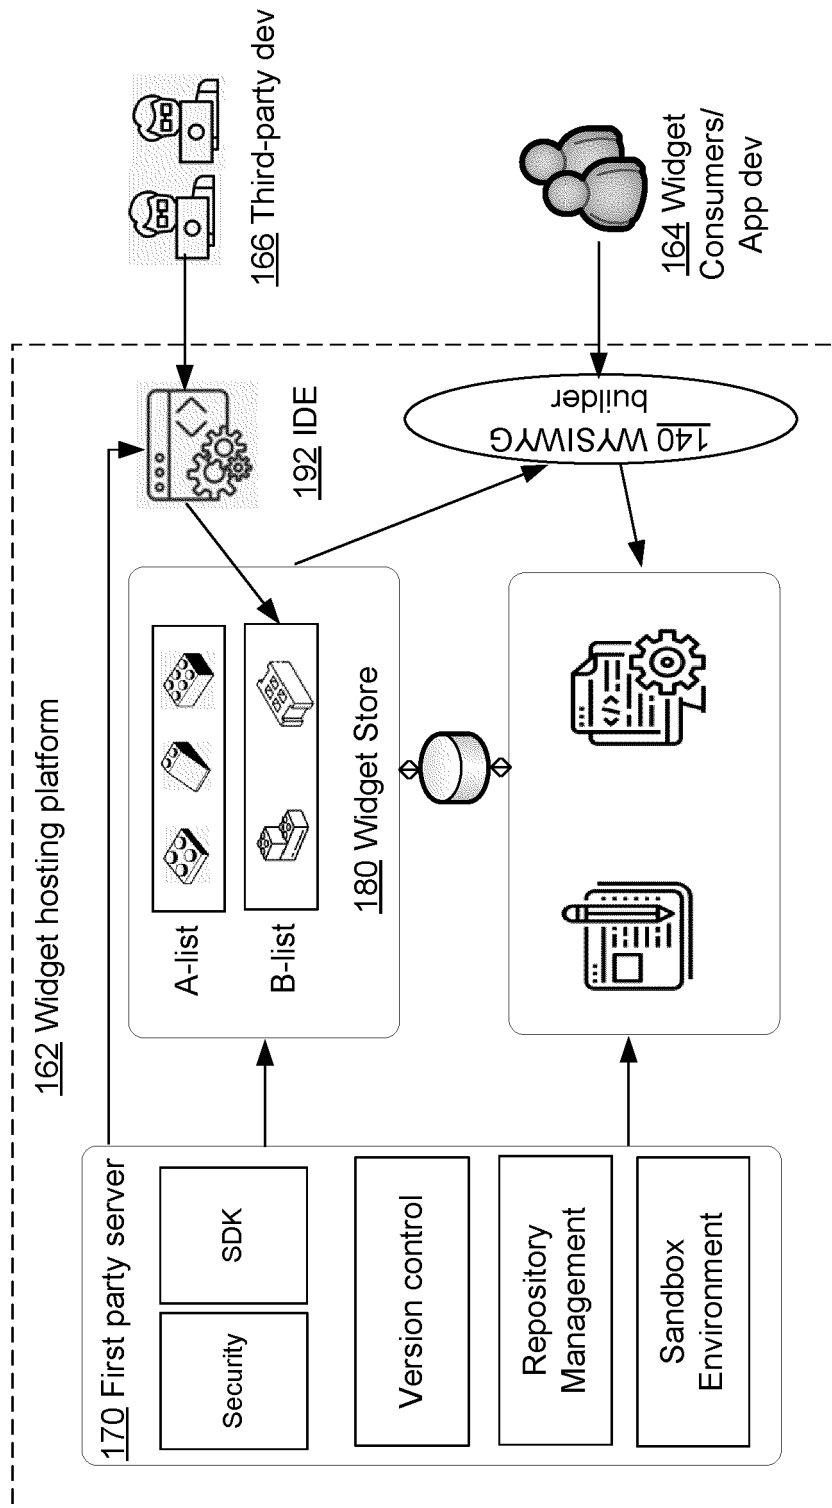 162 Widget hosting platform
170 First party server
Security
SDK
Version control
Repository
Management
Sandbox
Environment
A-list
B-list
180 Widget Store
192 IDE
140 WYSIWYG
builder
166 Third-party dev
164 Widget
Consumers/
App dev